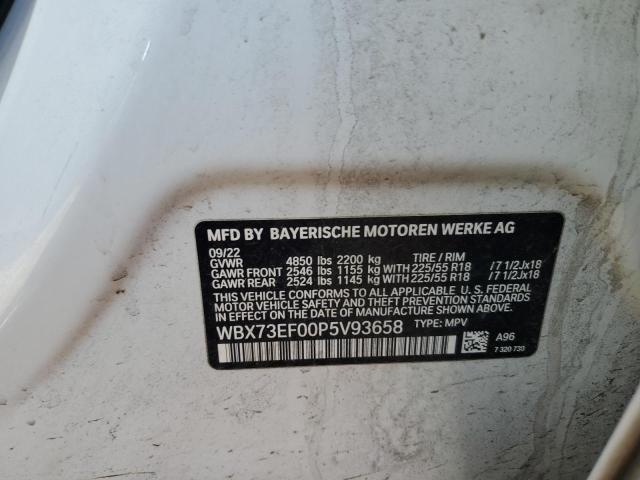 MFD BY BAYERISCHE MOTOREN WERKE AG
09/22 TIRE / RIM
GVWR 4850 lbs 2200 kg
GAWR FRONT 2546 lbs 1155 kg WITH 225/55 R18 / 7 1/2Jx18
GAWR REAR 2524 lbs 1145 kg WITH 225/55 R18 / 7 1/2Jx18
THIS VEHICLE CONFORMS TO ALL APPLICABLE U. S. FEDERAL
MOTOR VEHICLE SAFETY AND THEFT PREVENTION STANDARDS
IN EFFECT ON THE DATE OF MANUFACTURE SHOWN ABOVE.
WBX73EF00P5V93658 TYPE: MPV
A96
7 320 733